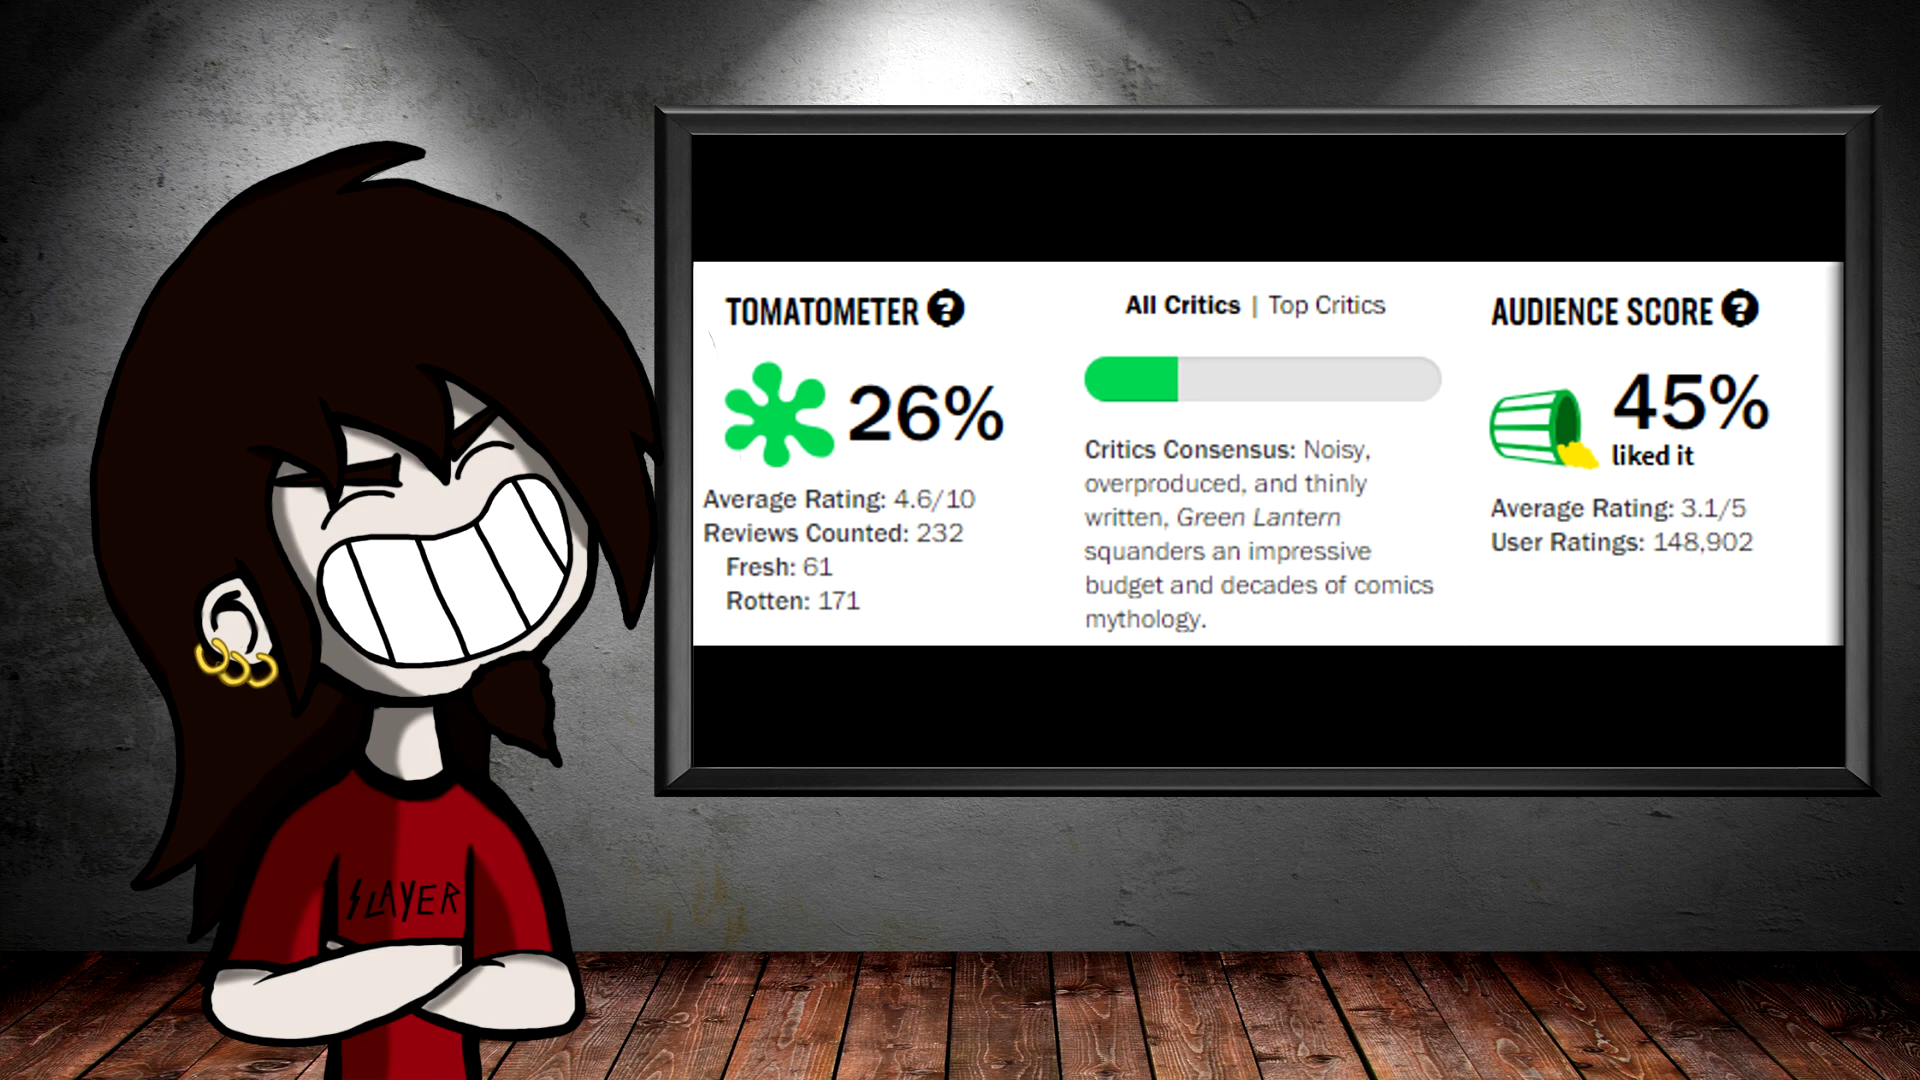 TOMATOMETER ?
26%
Average Rating: 4.6/10
Reviews Counted: 232
Fresh: 61
Rotten: 171
All Critics | Top Critics
Critics Consensus: Noisy,
overproduced, and thinly
written, Green Lantern
squanders an impressive
budget and decades of comics
mythology.
AUDIENCE SCORE ?
45%
liked it
Average Rating: 3.1/5
User Ratings: 148,902
SLAYER